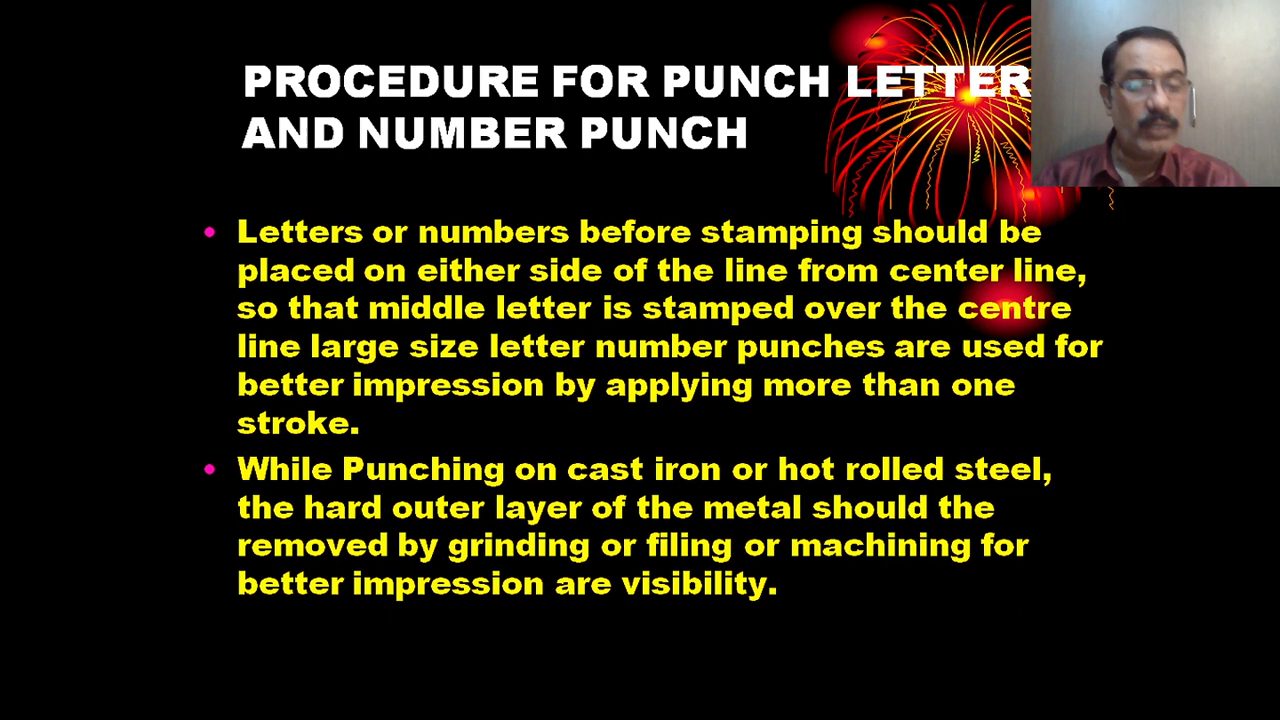 PROCEDURE FOR PUNCH LETTER
AND NUMBER PUNCH
• Letters or numbers before stamping should be
placed on either side of the line from center line,
so that middle letter is stamped over the centre
line large size letter number punches are used for
better impression by applying more than one
stroke.
• While Punching on cast iron or hot rolled steel,
the hard outer layer of the metal should the
removed by grinding or filing or machining for
better impression are visibility.